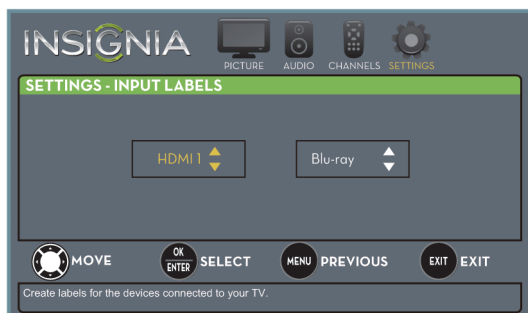 INSIGNIA
PICTURE AUDIO CHANNELS SETTINGS
SETTINGS - INPUT LABELS
HDMI 1 Blu-ray
MOVE OK ENTER SELECT MENU PREVIOUS EXIT EXIT
Create labels for the devices connected to your TV.